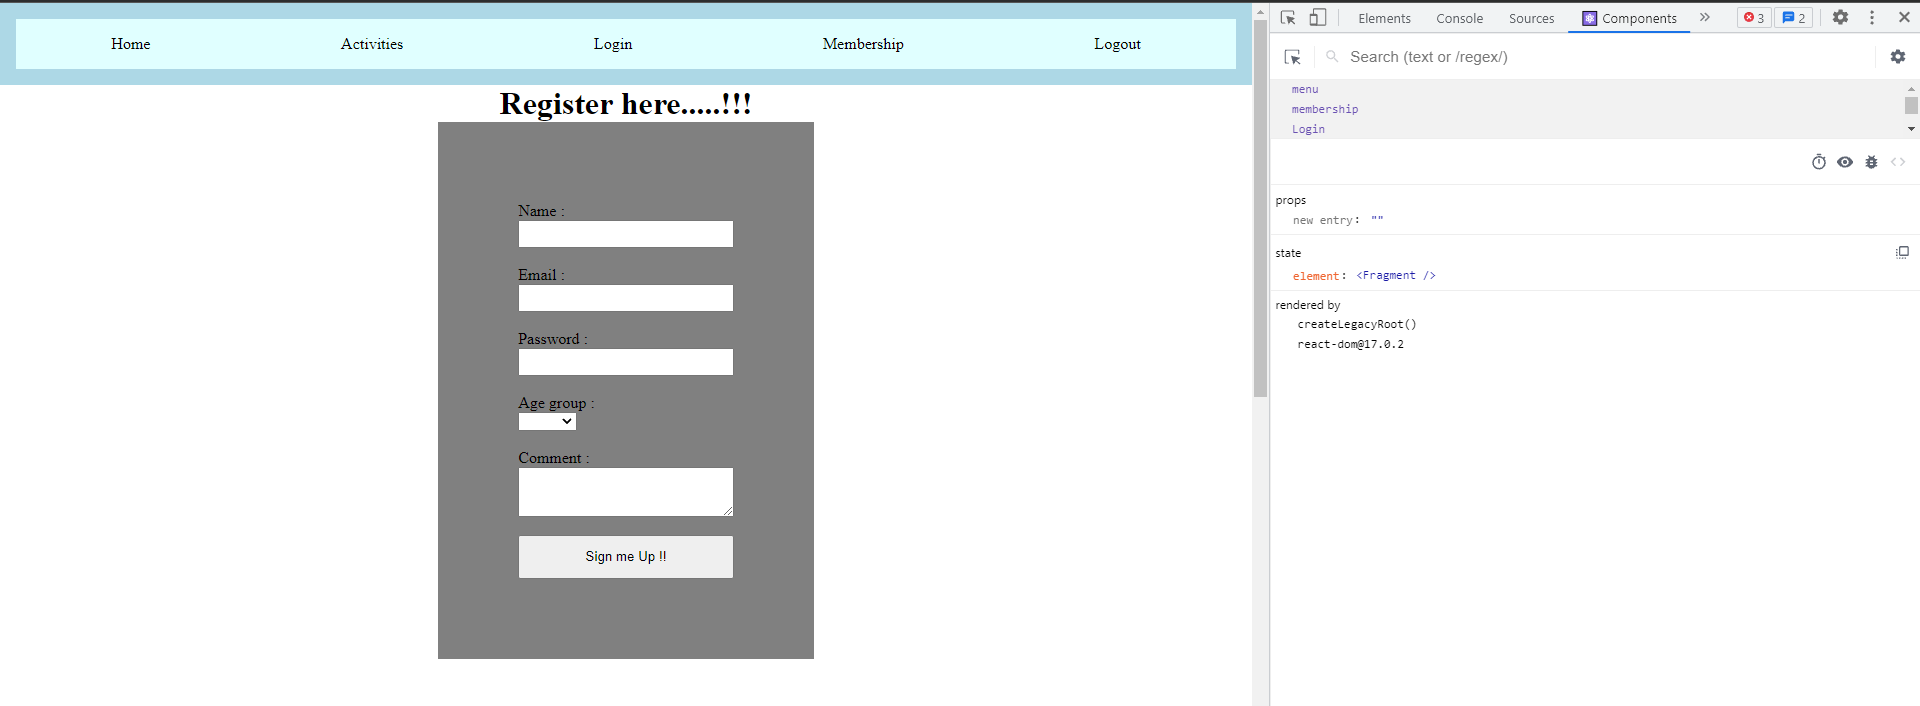 Home Activities Login Membership Logout
Register here.....!!!
Name :
Email :
Password :
Age group :
Comment :
Sign me Up !!
Elements Console Sources Components 3 2
Search (text or /regex/)
menu
membership
Login
props
new entry: ""
state
element: <Fragment />
rendered by
createLegacyRoot()
react-dom@17.0.2